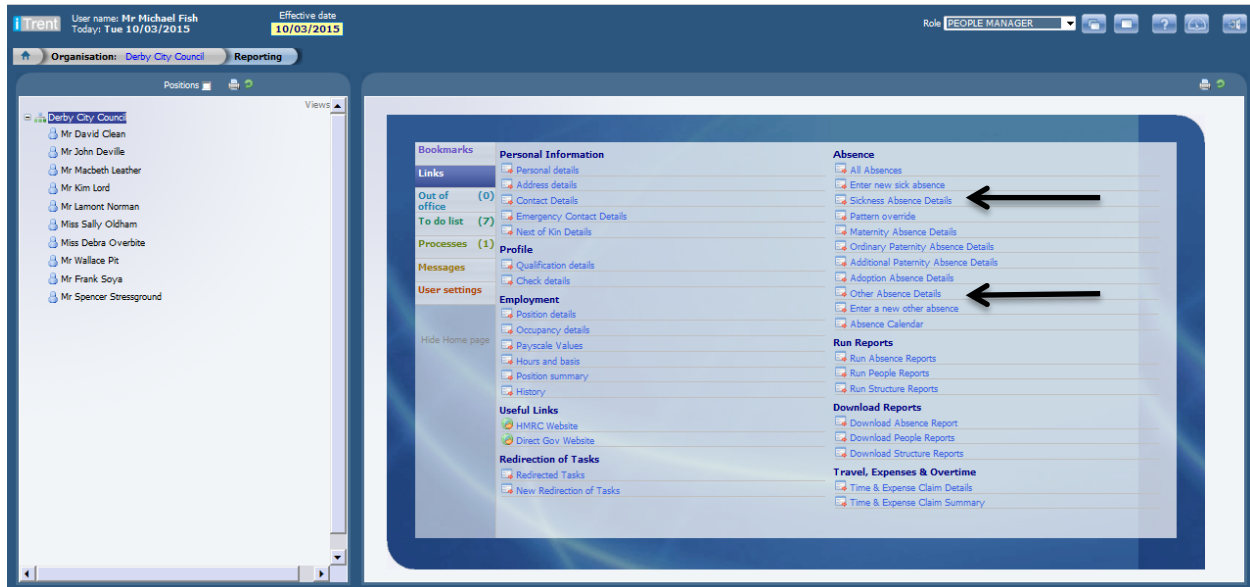 iTrent
User name: Mr Michael Fish
Today: Tue 10/03/2015
Effective date
10/03/2015
Role PEOPLE MANAGER
?
Organisation: Derby City Council
Reporting
Positions
Views
Derby City Council
Mr David Clean
Mr John Deville
Mr Macbeth Leather
Mr Kim Lord
Mr Lamont Norman
Miss Sally Oldham
Miss Debra Overbite
Mr Wallace Pit
Mr Frank Soya
Mr Spencer Stressground
Bookmarks
Links
Out of office (0)
To do list (7)
Processes (1)
Messages
User settings
Hide Home page
Personal Information
Personal details
Address details
Contact Details
Emergency Contact Details
Next of Kin Details
Profile
Qualification details
Check details
Employment
Position details
Occupancy details
Payscale Values
Hours and basis
Position summary
History
Useful Links
HMRC Website
Direct Gov Website
Redirection of Tasks
Redirected Tasks
New Redirection of Tasks
Absence
All Absences
Enter new sick absence
Sickness Absence Details
Pattern override
Maternity Absence Details
Ordinary Paternity Absence Details
Additional Paternity Absence Details
Adoption Absence Details
Other Absence Details
Enter a new other absence
Absence Calendar
Run Reports
Run Absence Reports
Run People Reports
Run Structure Reports
Download Reports
Download Absence Report
Download People Reports
Download Structure Reports
Travel, Expenses & Overtime
Time & Expense Claim Details
Time & Expense Claim Summary